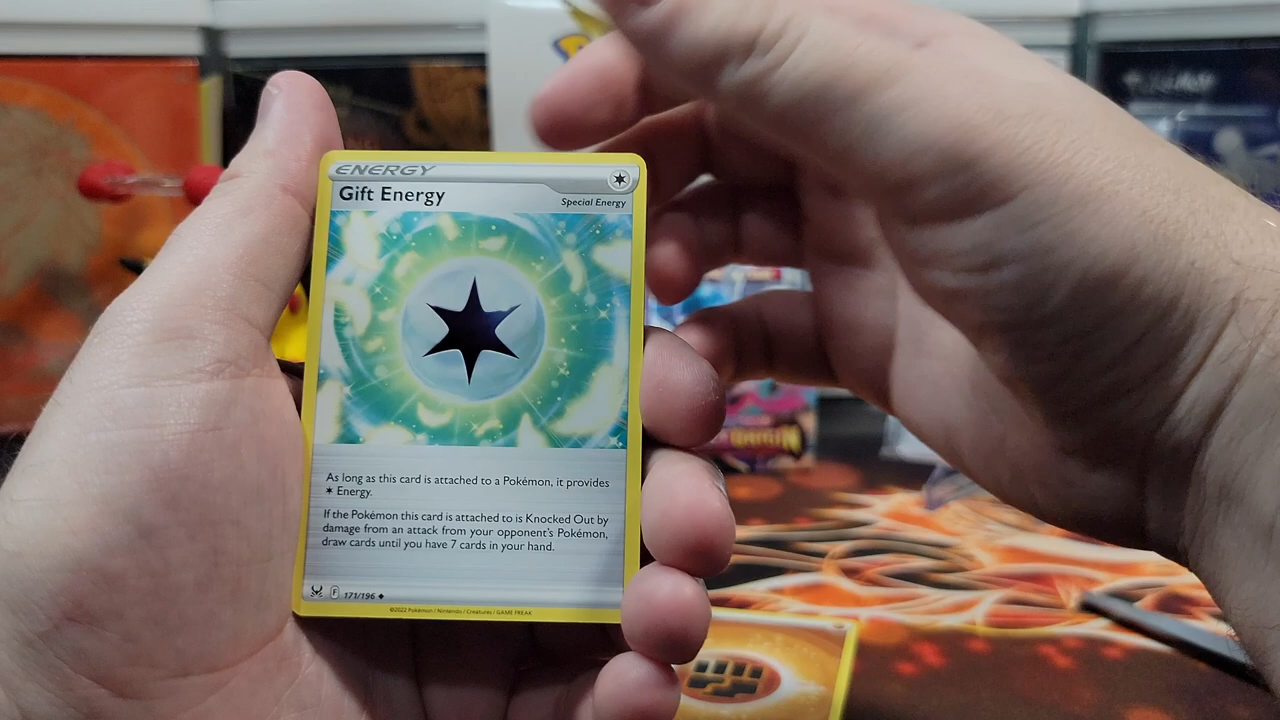 ENERGY
Gift Energy
Special Energy
As long as this card is attached to a Pokémon, it provides
✶ Energy.
If the Pokémon this card is attached to is Knocked Out by
damage from an attack from your opponent's Pokémon,
draw cards until you have 7 cards in your hand.
F 171/196 ◆
©2022 Pokémon / Nintendo / Creatures / GAME FREAK
ORIGIN